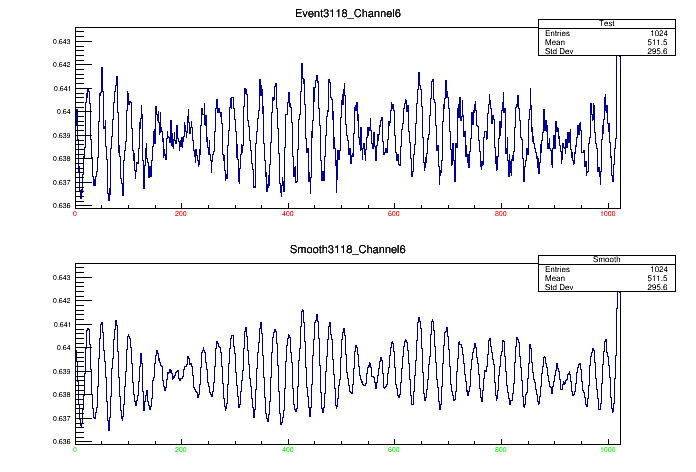 Event3118_Channel6
Test
Entries 1024
Mean 511.5
Std Dev 295.6
0.643
0.642
0.641
0.64
0.639
0.638
0.637
0.636
0 200 400 600 800 1000
Smooth3118_Channel6
Smooth
Entries 1024
Mean 511.5
Std Dev 295.6
0.643
0.642
0.641
0.64
0.639
0.638
0.637
0.636
0 200 400 600 800 1000